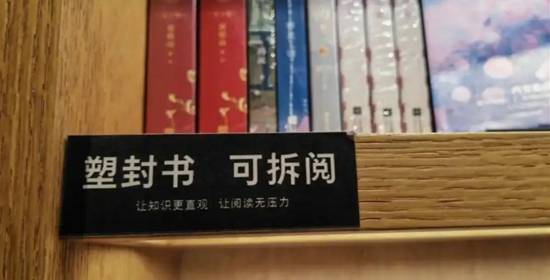 塑封书 可拆阅
让知识更直观 让阅读无压力